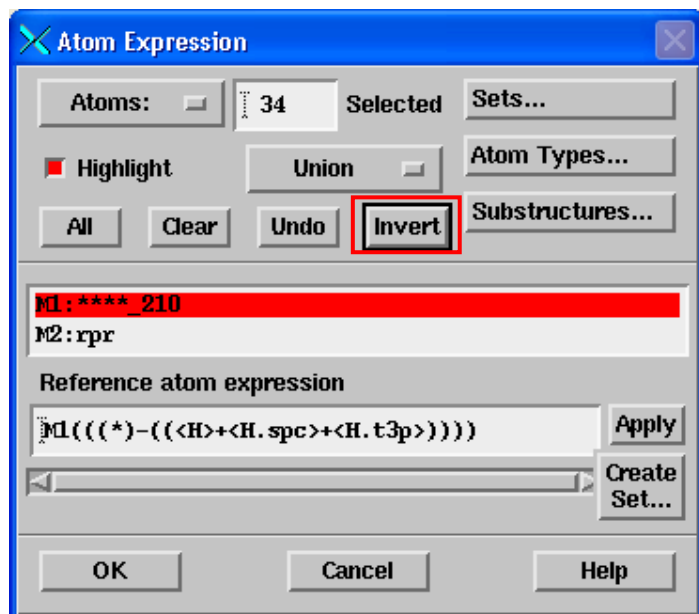 Atom Expression
Atoms: 34 Selected Sets...
Highlight Union Atom Types...
All Clear Undo Invert Substructures...
M1:****_210
M2:rpr
Reference atom expression
M1(((*)-((<H>+<H.spc>+<H.t3p>)))) Apply
Create
Set...
OK Cancel Help